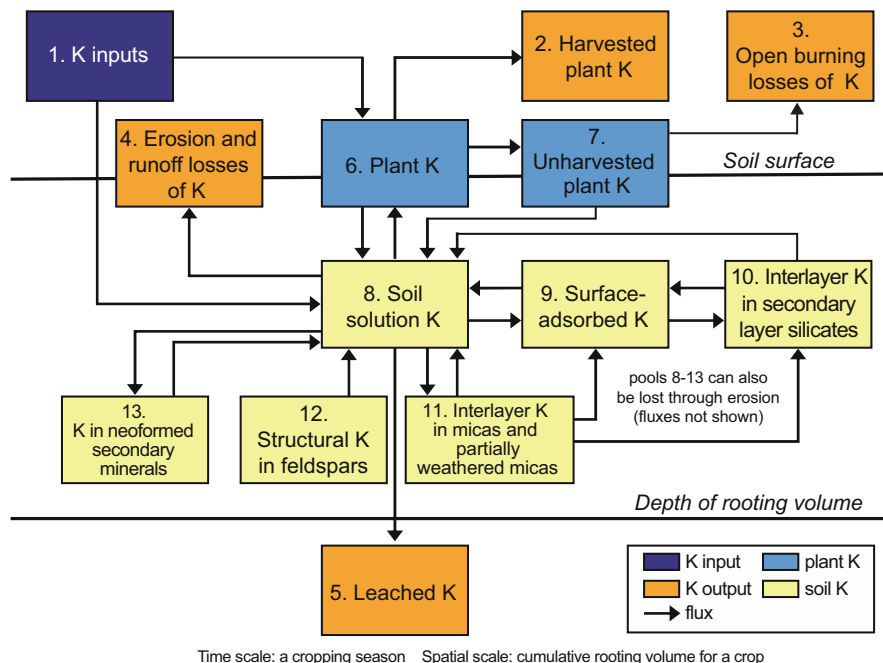 1. K inputs
2. Harvested
plant K
3.
Open burning
losses of K
4. Erosion and
runoff losses
of K
6. Plant K
7.
Unharvested
plant K
Soil surface
8. Soil
solution K
9. Surface-
adsorbed K
10. Interlayer K
in secondary
layer silicates
pools 8-13 can also
be lost through erosion
(fluxes not shown)
13.
K in neoformed
secondary
minerals
12.
Structural K
in feldspars
11. Interlayer K
in micas and
partially
weathered micas
Depth of rooting volume
5. Leached K
K input
plant K
K output
soil K
flux
Time scale: a cropping season Spatial scale: cumulative rooting volume for a crop